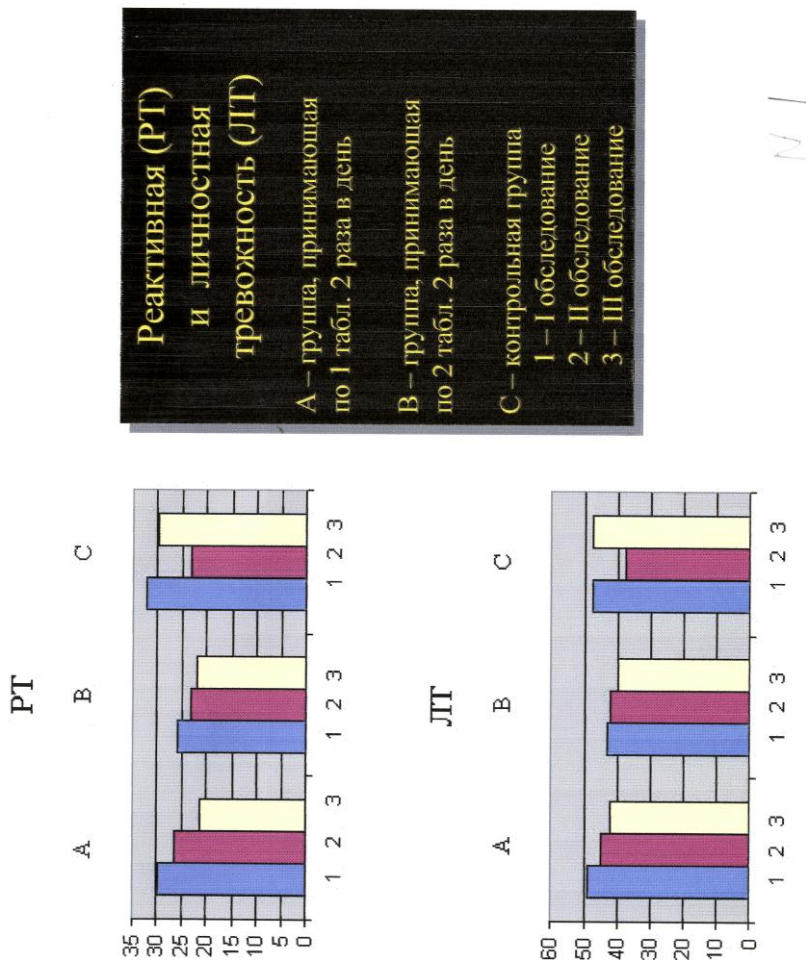 Реактивная (РТ)
и личностная
тревожность (ЛТ)
А – группа, принимающая
по 1 табл. 2 раза в день
В – группа, принимающая
по 2 табл. 2 раза в день
С – контрольная группа
1 – I обследование
2 – II обследование
3 – III обследование
РТ
А В С
35
30
25
20
15
10
5
0
1 2 3 1 2 3 1 2 3
ЛТ
А В С
60
50
40
30
20
10
0
1 2 3 1 2 3 1 2 3
N 1